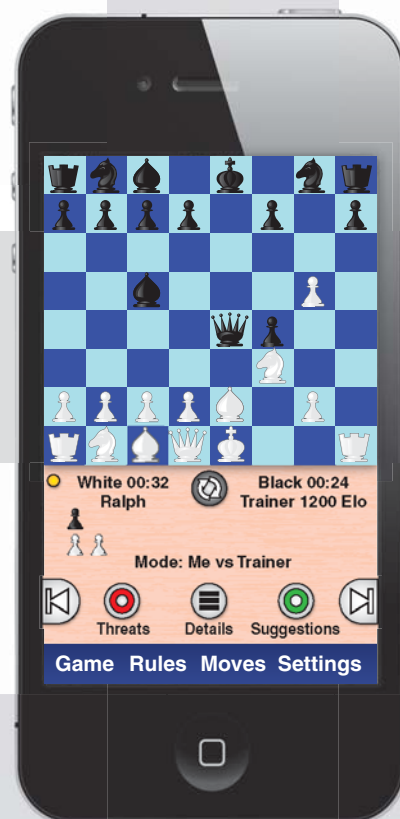 White 00:32
Ralph
Black 00:24
Trainer 1200 Elo
Mode: Me vs Trainer
Threats
Details
Suggestions
Game Rules Moves Settings